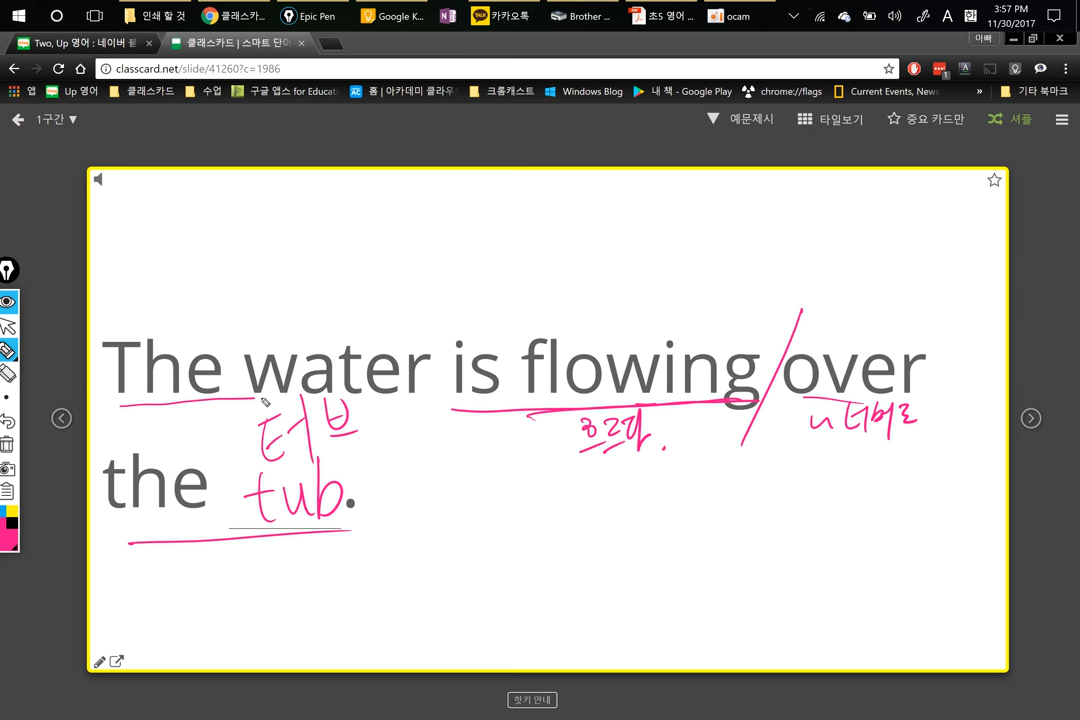 인쇄 할 것 클래스카... Epic Pen Google K... 카카오톡 Brother ... 초5 영어 ... ocam A 한 3:57 PM
11/30/2017
Two, Up 영어 : 네이버 블 클래스카드 | 스마트 단어 아빠
classcard.net/slide/41260?c=1986
앱 Up 영어 클래스카드 수업 구글 앱스 for Educati 홈 | 아카데미 클라우 크롬캐스트 Windows Blog 내 책 - Google Play chrome://flags Current Events, News » 기타 북마크
1구간 ▼ 예문제시 타일보기 중요 카드만 셔플
The water is flowing / over
터브 흐르다. 너머로
the tub.
핫키 안내